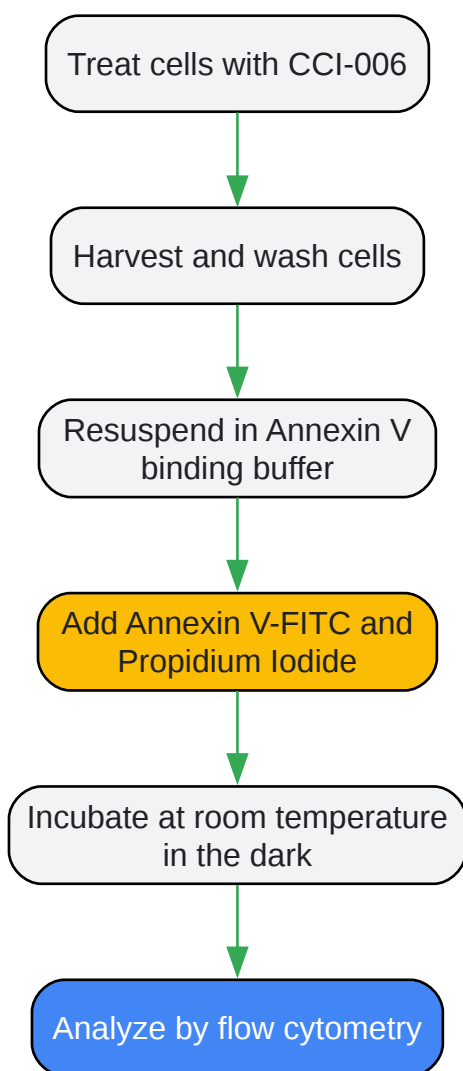 Treat cells with CCI-006
Harvest and wash cells
Resuspend in Annexin V
binding buffer
Add Annexin V-FITC and
Propidium Iodide
Incubate at room temperature
in the dark
Analyze by flow cytometry